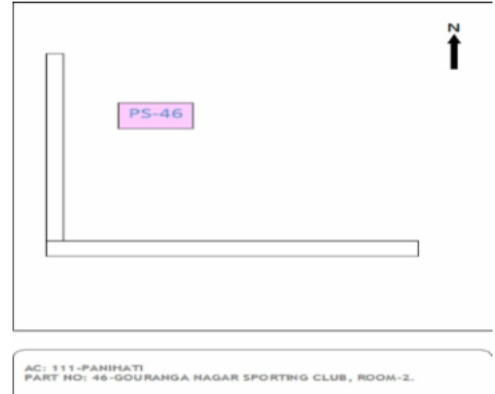 N
PS-46
AC: 111-PANIHATI
PART NO: 46-GOURANGA NAGAR SPORTING CLUB, ROOM-2.